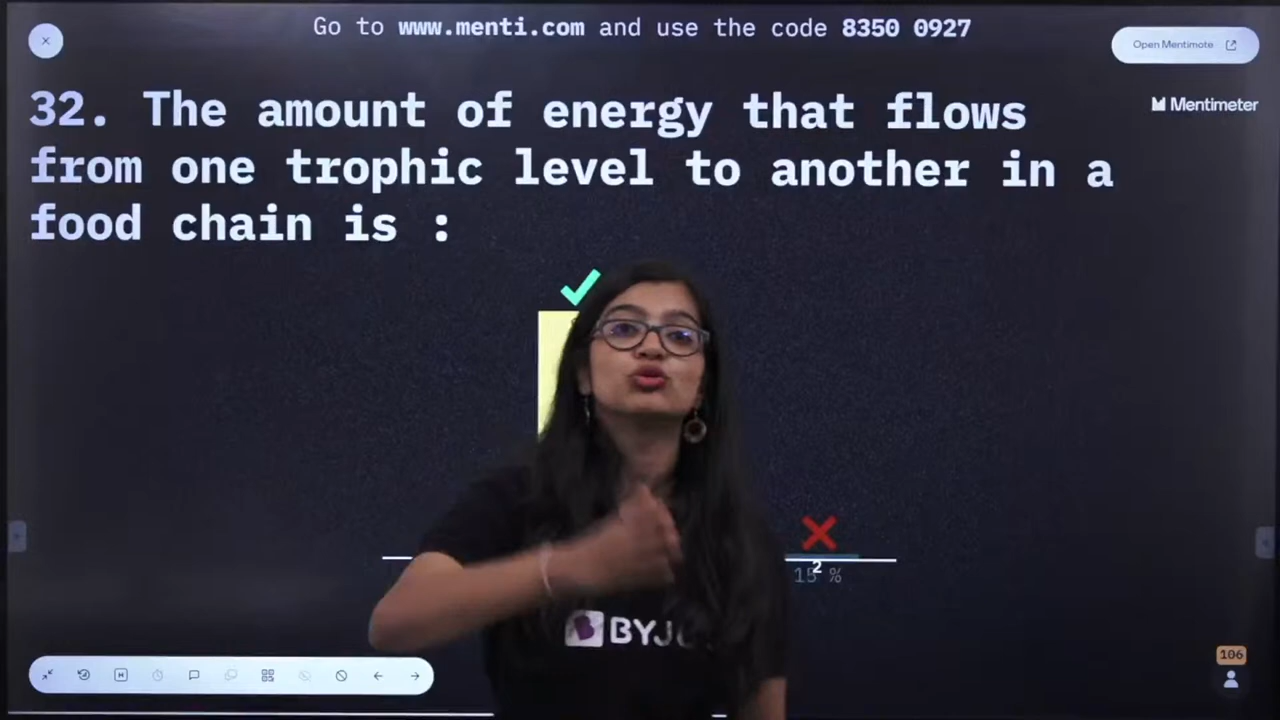 Go to www.menti.com and use the code 8350 0927
Open Mentimote
Mentimeter
32. The amount of energy that flows
from one trophic level to another in a
food chain is :
2
15 %
BYJ
106